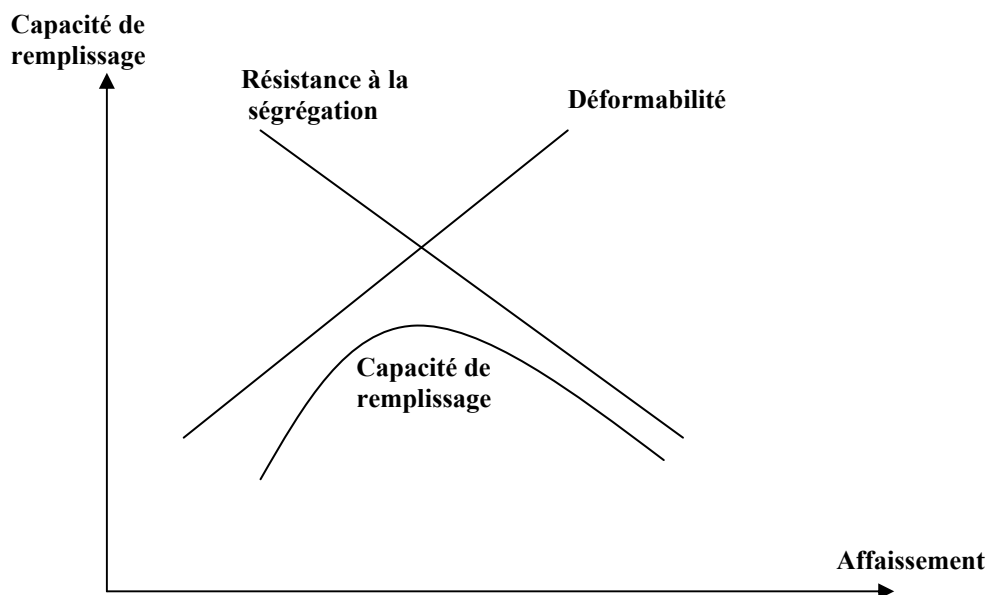 Capacité de
remplissage
Résistance à la
ségrégation
Déformabilité
Capacité de
remplissage
Affaissement